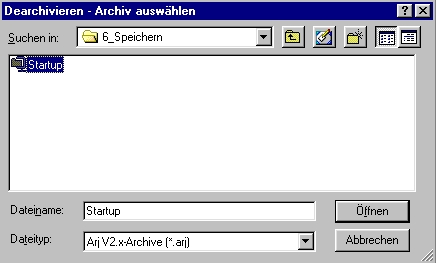 Dearchivieren - Archiv auswählen
Suchen in: 6_Speichern
Startup
Dateiname: Startup Öffnen
Dateityp: Arj V2.x-Archive (*.arj) Abbrechen